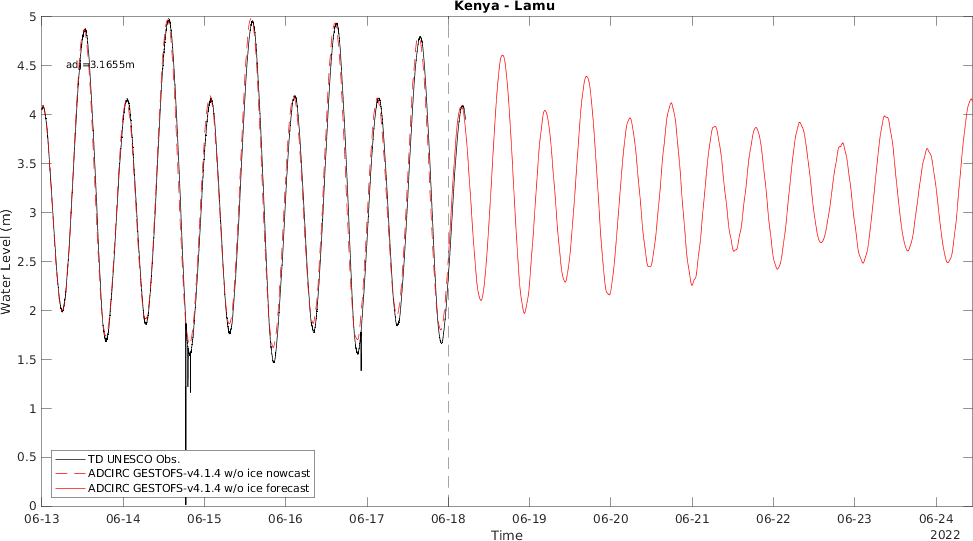 Kenya - Lamu
adj=3.1655m
Water Level (m)
5
4.5
4
3.5
3
2.5
2
1.5
1
0.5
0
TD UNESCO Obs.
ADCIRC GESTOFS-v4.1.4 w/o ice nowcast
ADCIRC GESTOFS-v4.1.4 w/o ice forecast
06-13 06-14 06-15 06-16 06-17 06-18 06-19 06-20 06-21 06-22 06-23 06-24
Time
2022